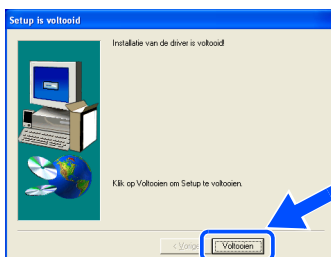 Setup is voltooid
Installatie van de driver is voltooid!
Klik op Voltooien om Setup te voltooien.
< Vorige Voltooien